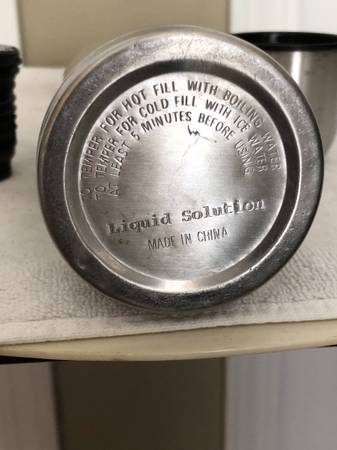 TO TEMPER FOR HOT FILL WITH BOILING WATER
TO TEMPER FOR COLD FILL WITH ICE WATER
AT LEAST 5 MINUTES BEFORE USING
Liquid Solution
MADE IN CHINA